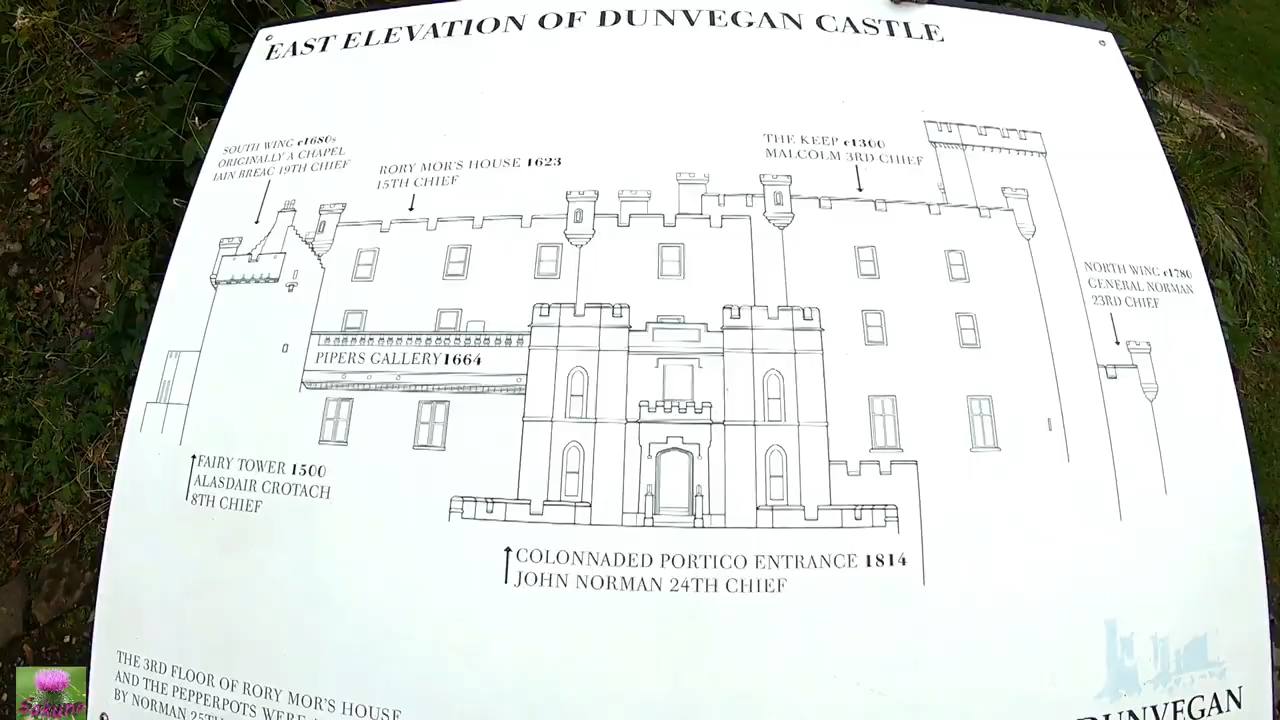 EAST ELEVATION OF DUNVEGAN CASTLE
SOUTH WING c1680s
ORIGINALLY A CHAPEL
IAIN BREAC 19TH CHIEF
RORY MOR'S HOUSE 1623
15TH CHIEF
THE KEEP c1300
MALCOLM 3RD CHIEF
NORTH WING c1780
GENERAL NORMAN
23RD CHIEF
PIPERS GALLERY 1664
FAIRY TOWER 1500
ALASDAIR CROTACH
8TH CHIEF
COLONNADED PORTICO ENTRANCE 1814
JOHN NORMAN 24TH CHIEF
THE 3RD FLOOR OF RORY MOR'S HOUSE
AND THE PEPPERPOTS WERE
BY NORMAN 25TH
DUNVEGAN